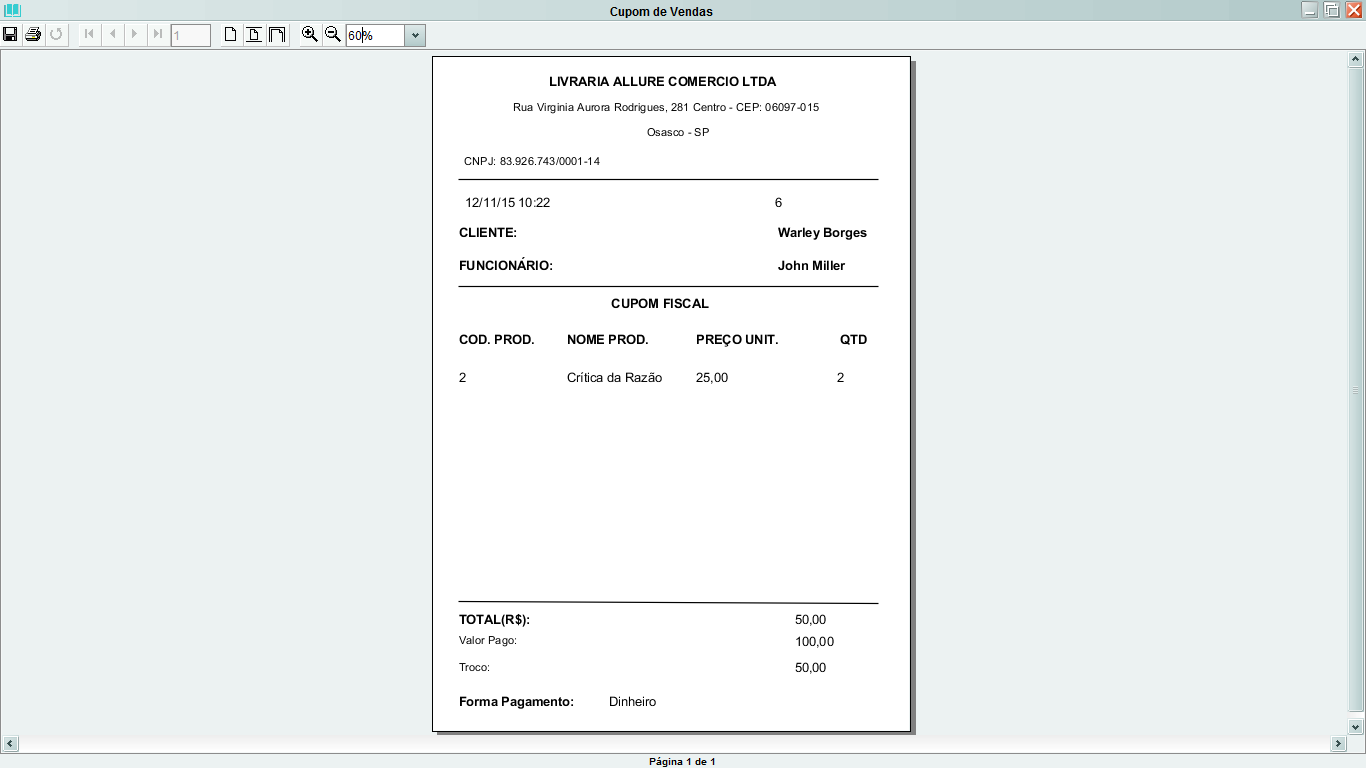 Cupom de Vendas
1
60%
LIVRARIA ALLURE COMERCIO LTDA
Rua Virginia Aurora Rodrigues, 281 Centro - CEP: 06097-015
Osasco - SP
CNPJ: 83.926.743/0001-14
12/11/15 10:22 6
CLIENTE: Warley Borges
FUNCIONÁRIO: John Miller
CUPOM FISCAL
COD. PROD. NOME PROD. PREÇO UNIT. QTD
2 Crítica da Razão 25,00 2
TOTAL(R$): 50,00
Valor Pago: 100,00
Troco: 50,00
Forma Pagamento: Dinheiro
Página 1 de 1